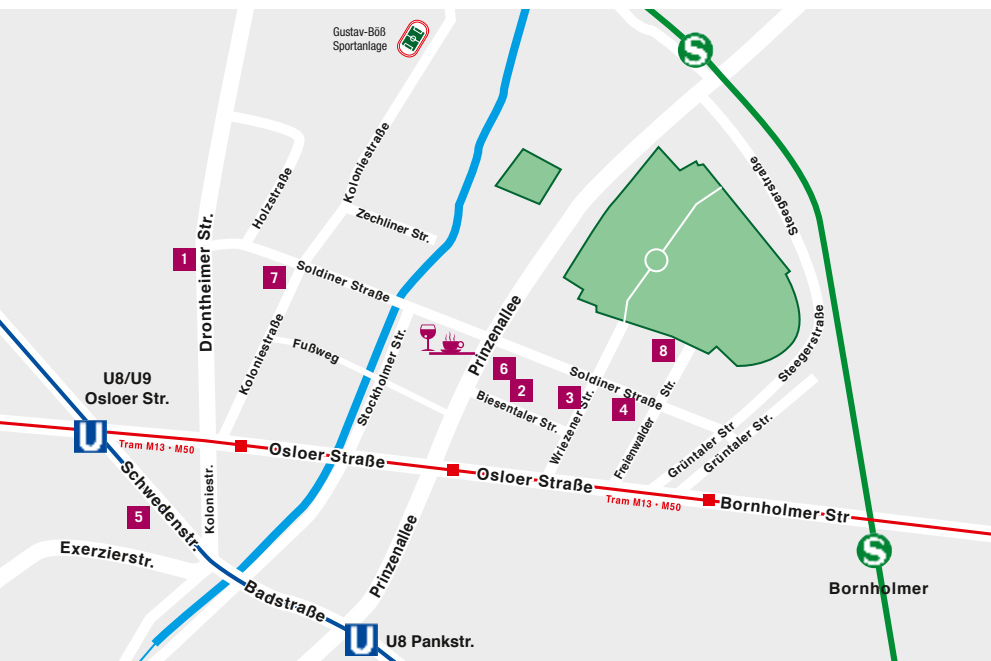 Gustav-Böß
Sportanlage
S
Koloniestraße
Steegerstraße
Holzstraße
Zechliner Str.
Drontheimer Str.
1
7
Soldiner Straße
Prinzenallee
Steegerstraße
Koloniestraße
Fußweg
Stockholmer Str.
6
2
8
Soldiner Straße
3
4
Biesentaler Str.
Wriezener Str.
Freienwalder Str.
Grüntaler Str
Grüntaler Str.
U8/U9
Osloer Str.
U
Tram M13 • M50
Osloer Straße
Osloer Straße
Tram M13 • M50
Bornholmer Str
Schwedenstr.
Koloniestr.
5
Exerzierstr.
Prinzenallee
S
Bornholmer
Badstraße
U
U8 Pankstr.